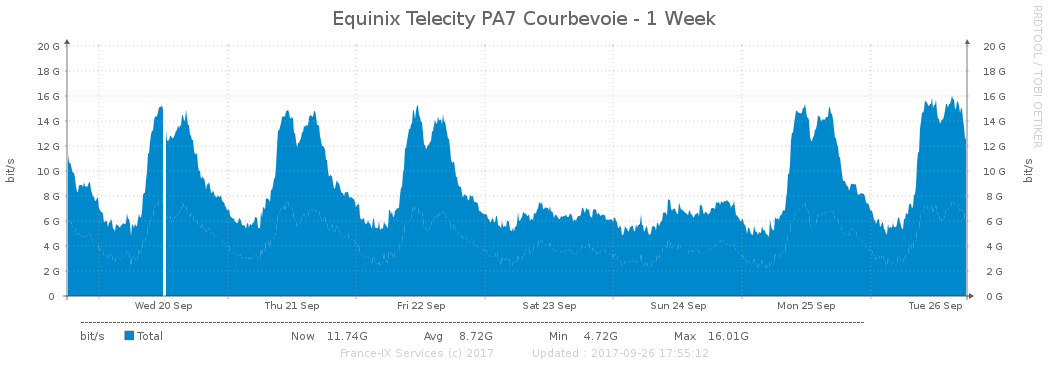 Equinix Telecity PA7 Courbevoie - 1 Week
RRDTOOL / TOBI OETIKER
bit/s
20 G 20 G
18 G 18 G
16 G 16 G
14 G 14 G
12 G 12 G
10 G 10 G
8 G 8 G
6 G 6 G
4 G 4 G
2 G 2 G
0 0 G
bit/s
Wed 20 Sep Thu 21 Sep Fri 22 Sep Sat 23 Sep Sun 24 Sep Mon 25 Sep Tue 26 Sep
bit/s Total Now 11.74G Avg 8.72G Min 4.72G Max 16.01G
France-IX Services (c) 2017 Updated : 2017-09-26 17:55:12